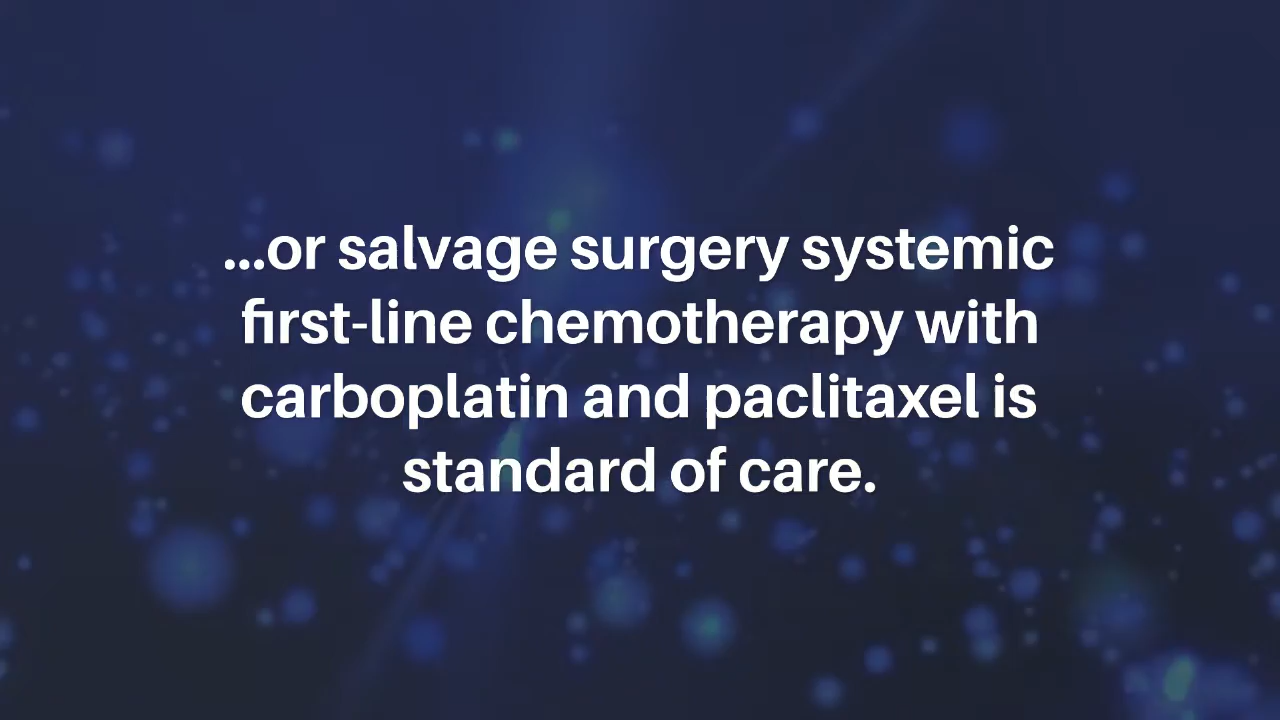 ...or salvage surgery systemic
first-line chemotherapy with
carboplatin and paclitaxel is
standard of care.